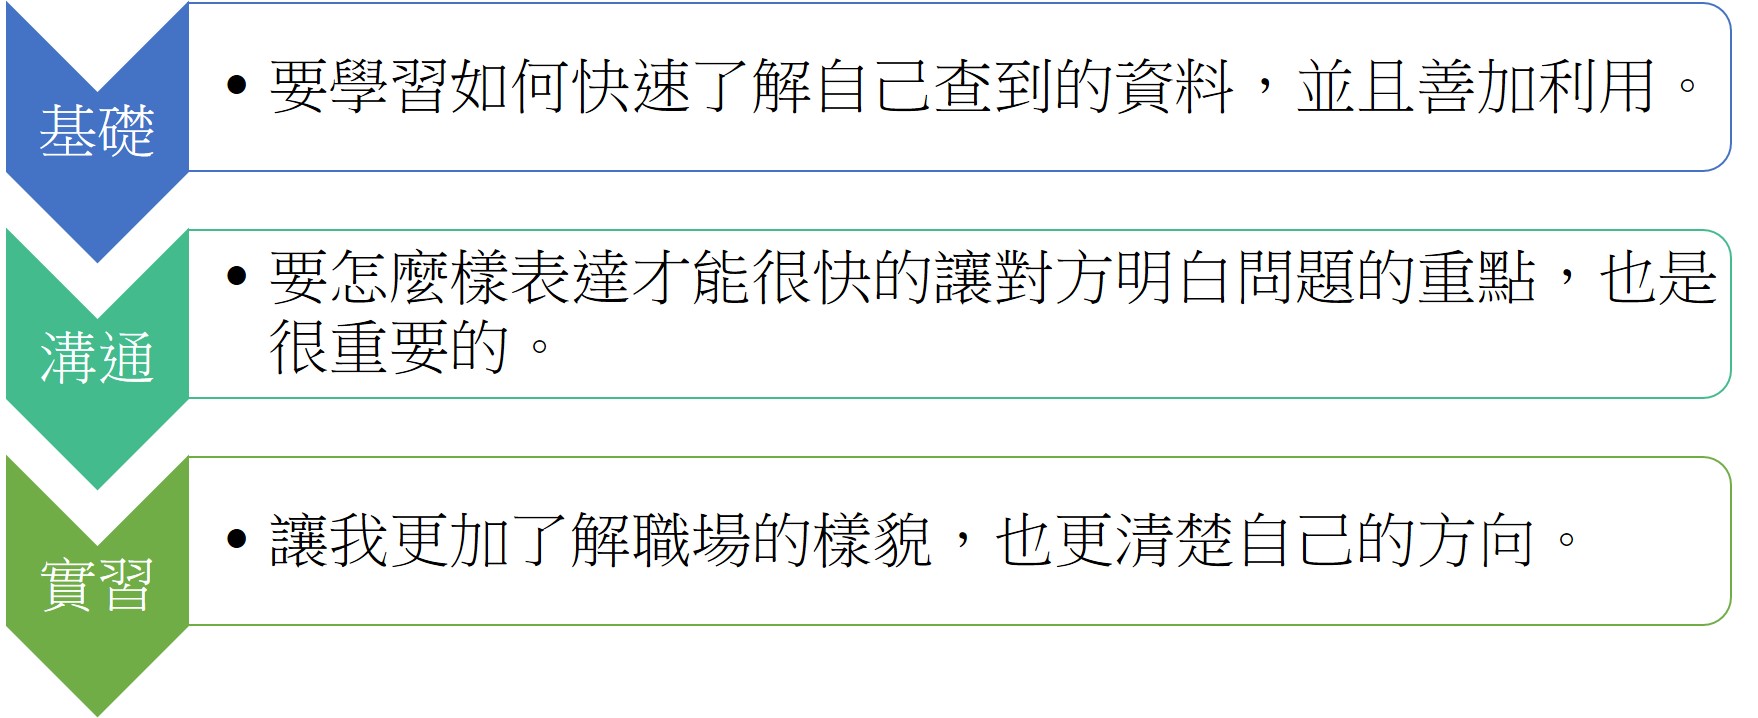 基礎
• 要學習如何快速了解自己查到的資料，並且善加利用。
溝通
• 要怎麼樣表達才能很快的讓對方明白問題的重點，也是
很重要的。
實習
• 讓我更加了解職場的樣貌，也更清楚自己的方向。